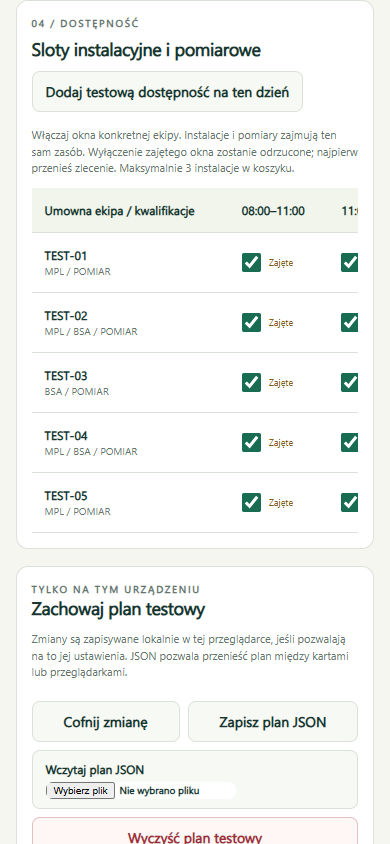 04 / DOSTĘPNOŚĆ
Sloty instalacyjne i pomiarowe
Dodaj testową dostępność na ten dzień
Włączaj okna konkretnej ekipy. Instalacje i pomiary zajmują ten
sam zasób. Wyłączenie zajętego okna zostanie odrzucone; najpierw
przenieś zlecenie. Maksymalnie 3 instalacje w koszyku.
Umowna ekipa / kwalifikacje 08:00–11:00
TEST-01
MPL / POMIAR
Zajęte
TEST-02
MPL / BSA / POMIAR
Zajęte
TEST-03
BSA / POMIAR
Zajęte
TEST-04
MPL / BSA / POMIAR
Zajęte
TEST-05
MPL / POMIAR
Zajęte
TYLKO NA TYM URZĄDZENIU
Zachowaj plan testowy
Zmiany są zapisywane lokalnie w tej przeglądarce, jeśli pozwalają
na to jej ustawienia. JSON pozwala przenieść plan między kartami
lub przeglądarkami.
Cofnij zmianę
Zapisz plan JSON
Wczytaj plan JSON
Wybierz plik Nie wybrano pliku
Wyczyść plan testowy